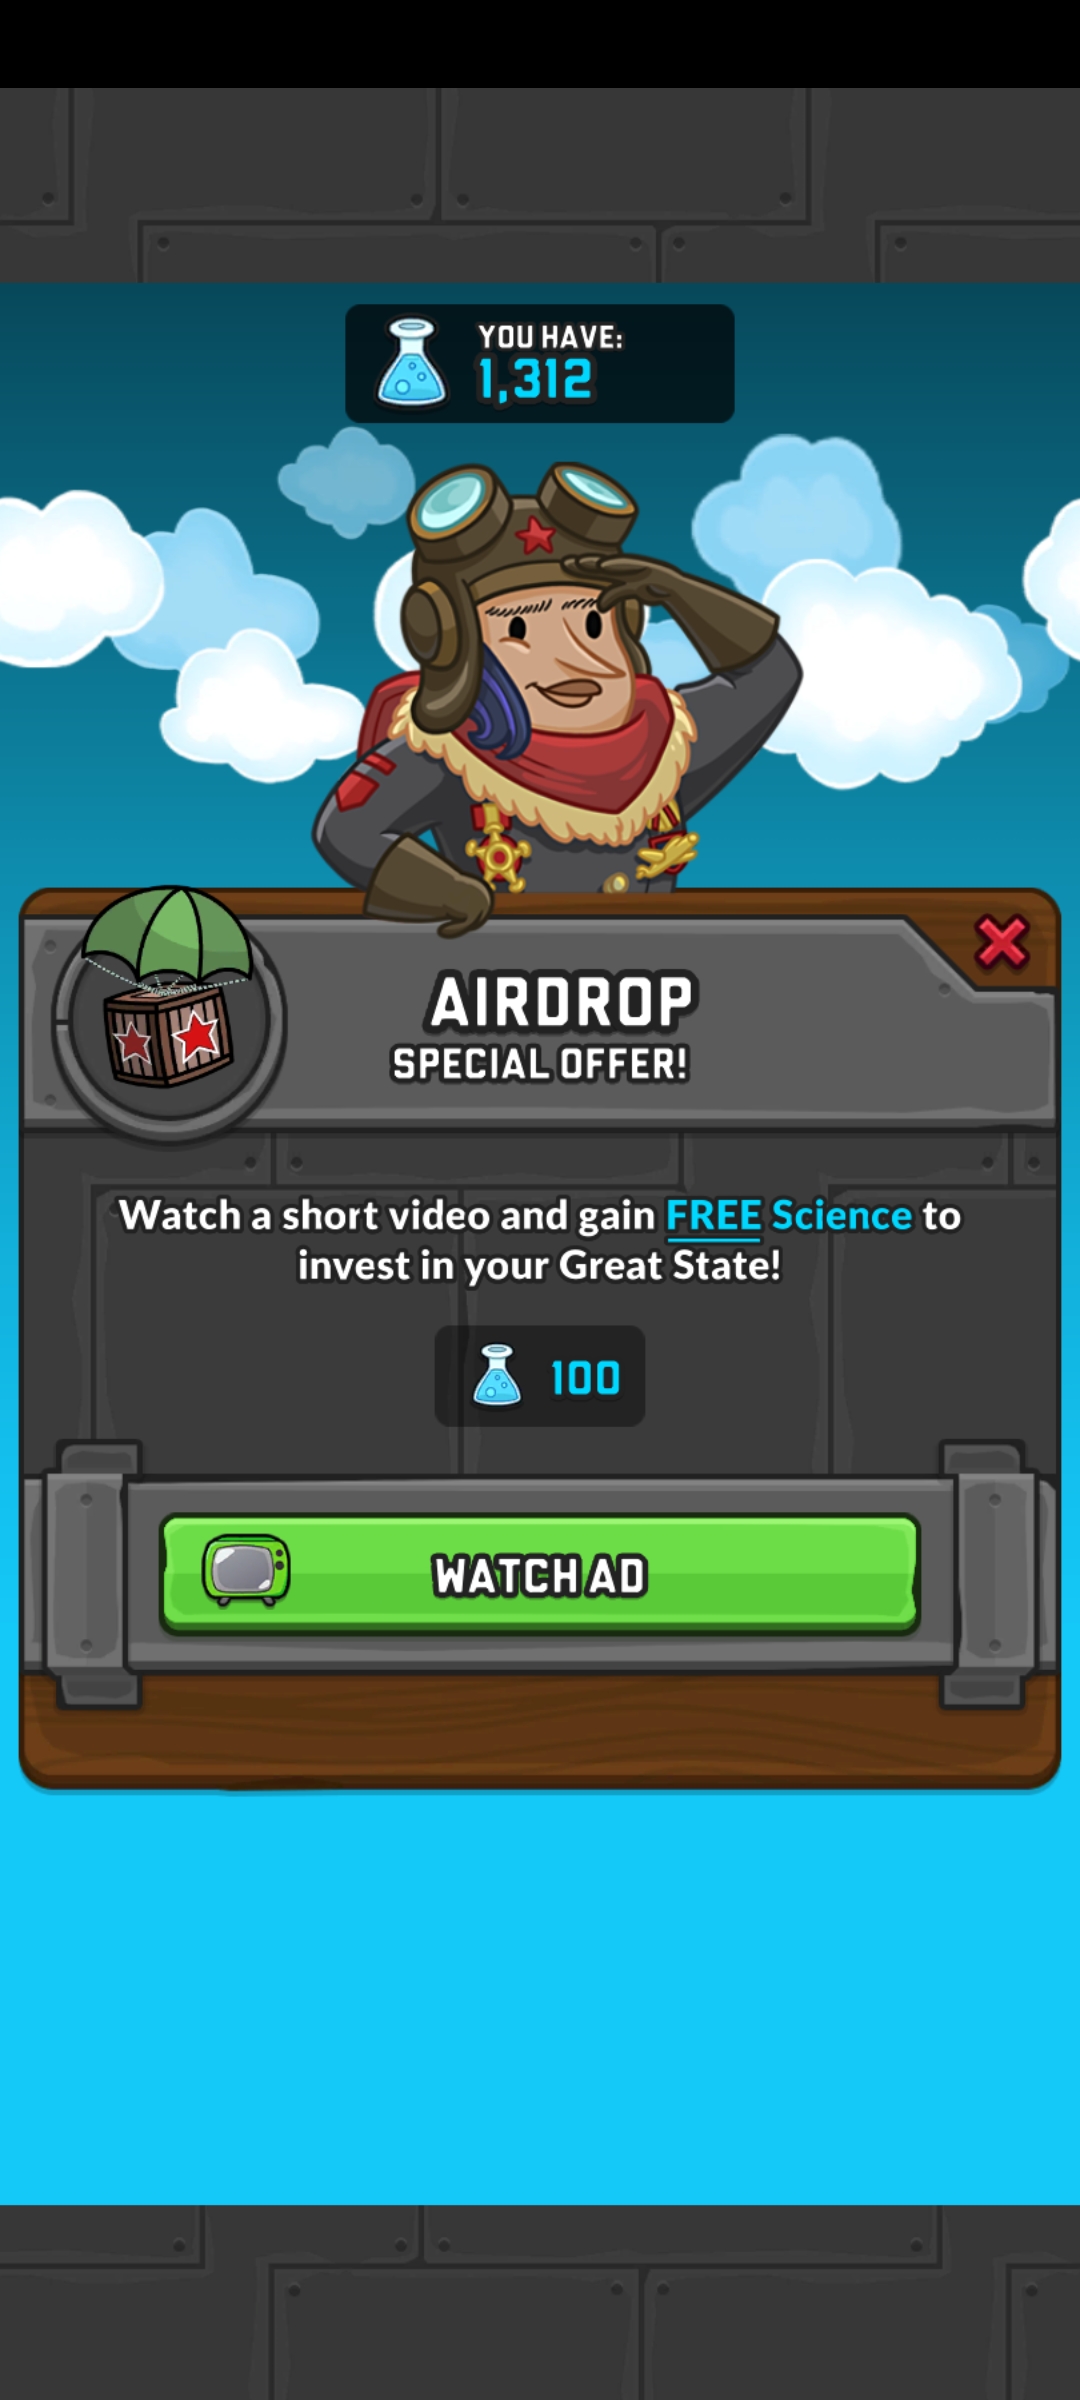 YOU HAVE:
1,312
AIRDROP
SPECIAL OFFER!
Watch a short video and gain FREE Science to
invest in your Great State!
100
WATCH AD